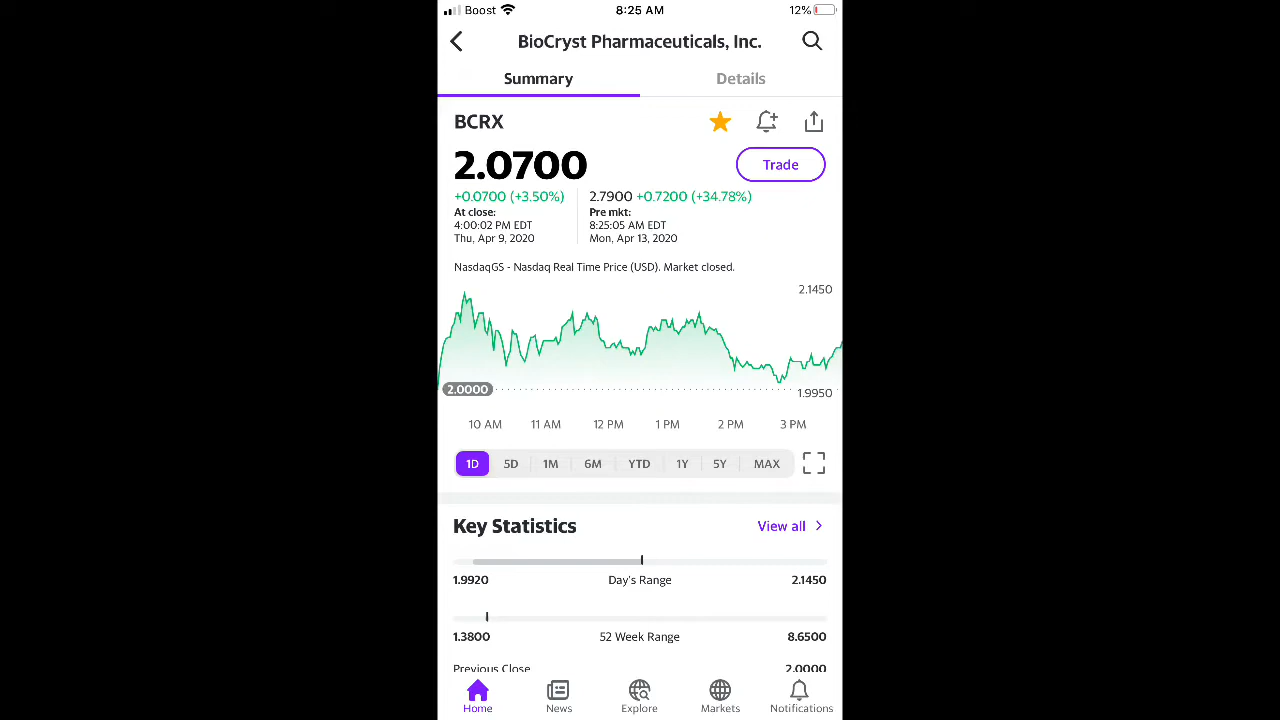 Boost 8:25 AM 12%
BioCryst Pharmaceuticals, Inc.
Summary Details
BCRX
2.0700 Trade
+0.0700 (+3.50%) 2.7900 +0.7200 (+34.78%)
At close: Pre mkt:
4:00:02 PM EDT 8:25:05 AM EDT
Thu, Apr 9, 2020 Mon, Apr 13, 2020
NasdaqGS - Nasdaq Real Time Price (USD). Market closed.
2.1450
2.0000 1.9950
10 AM 11 AM 12 PM 1 PM 2 PM 3 PM
1D 5D 1M 6M YTD 1Y 5Y MAX
Key Statistics View all
1.9920 Day's Range 2.1450
1.3800 52 Week Range 8.6500
Previous Close 2.0000
Home News Explore Markets Notifications